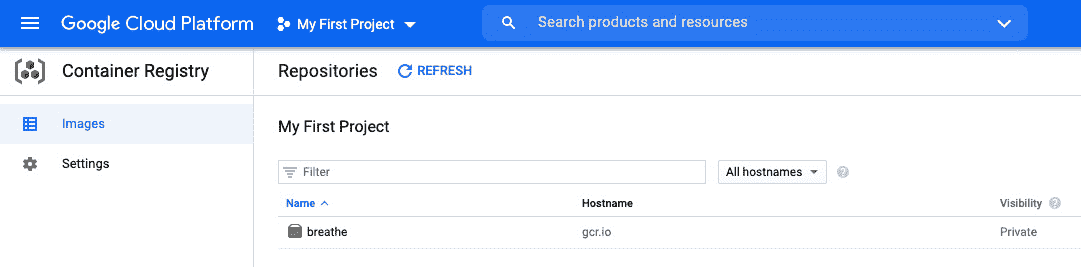 Google Cloud Platform My First Project Search products and resources
Container Registry Repositories REFRESH
Images
My First Project
Settings
Filter All hostnames ?
Name Hostname Visibility ?
breathe gcr.io Private